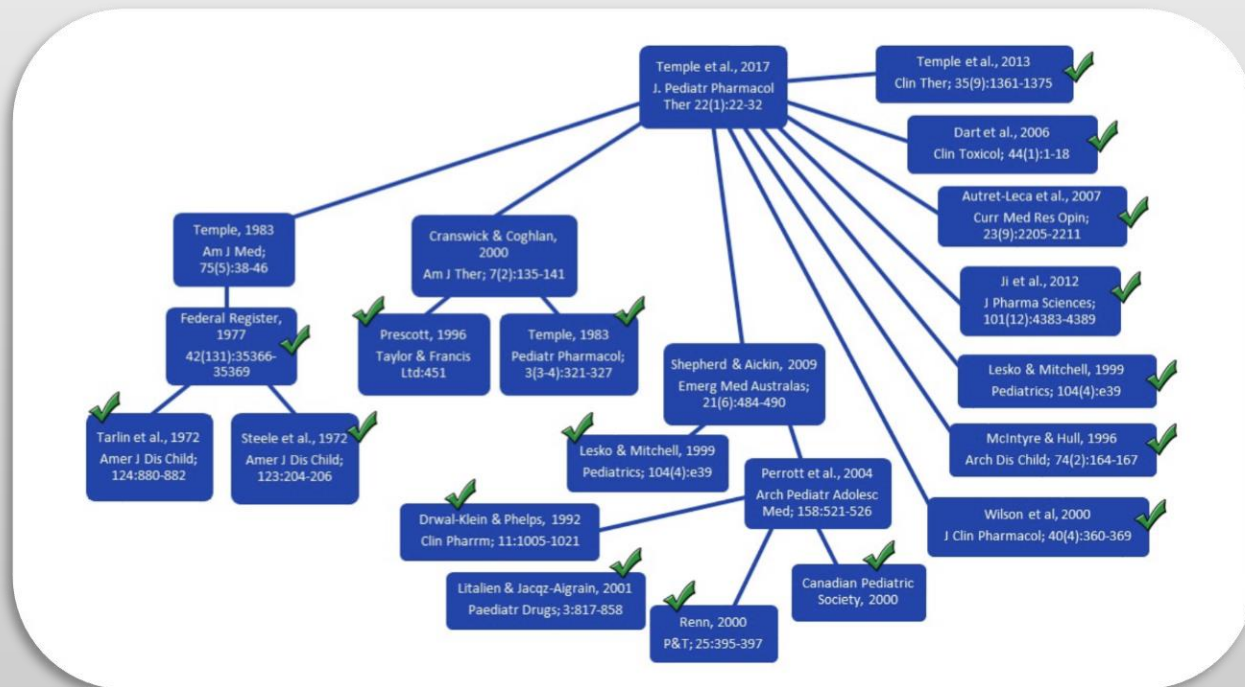 Temple et al., 2017
J. Pediatr Pharmacol
Ther 22(1):22-32
Temple et al., 2013
Clin Ther; 35(9):1361-1375
Dart et al., 2006
Clin Toxicol; 44(1):1-18
Autret-Leca et al., 2007
Curr Med Res Opin;
23(9):2205-2211
Temple, 1983
Am J Med;
75(5):38-46
Cranswick & Coghlan,
2000
Am J Ther; 7(2):135-141
Ji et al., 2012
J Pharma Sciences;
101(12):4383-4389
Federal Register,
1977
42(131):35366-
35369
Prescott, 1996
Taylor & Francis
Ltd:451
Temple, 1983
Pediatr Pharmacol;
3(3-4):321-327
Shepherd & Aickin, 2009
Emerg Med Australas;
21(6):484-490
Lesko & Mitchell, 1999
Pediatrics; 104(4):e39
Tarlin et al., 1972
Amer J Dis Child;
124:880-882
Steele et al., 1972
Amer J Dis Child;
123:204-206
Lesko & Mitchell, 1999
Pediatrics; 104(4):e39
McIntyre & Hull, 1996
Arch Dis Child; 74(2):164-167
Perrott et al., 2004
Arch Pediatr Adolesc
Med; 158:521-526
Drwal-Klein & Phelps, 1992
Clin Pharrm; 11:1005-1021
Wilson et al, 2000
J Clin Pharmacol; 40(4):360-369
Litalien & Jacqz-Aigrain, 2001
Paediatr Drugs; 3:817-858
Renn, 2000
P&T; 25:395-397
Canadian Pediatric
Society, 2000